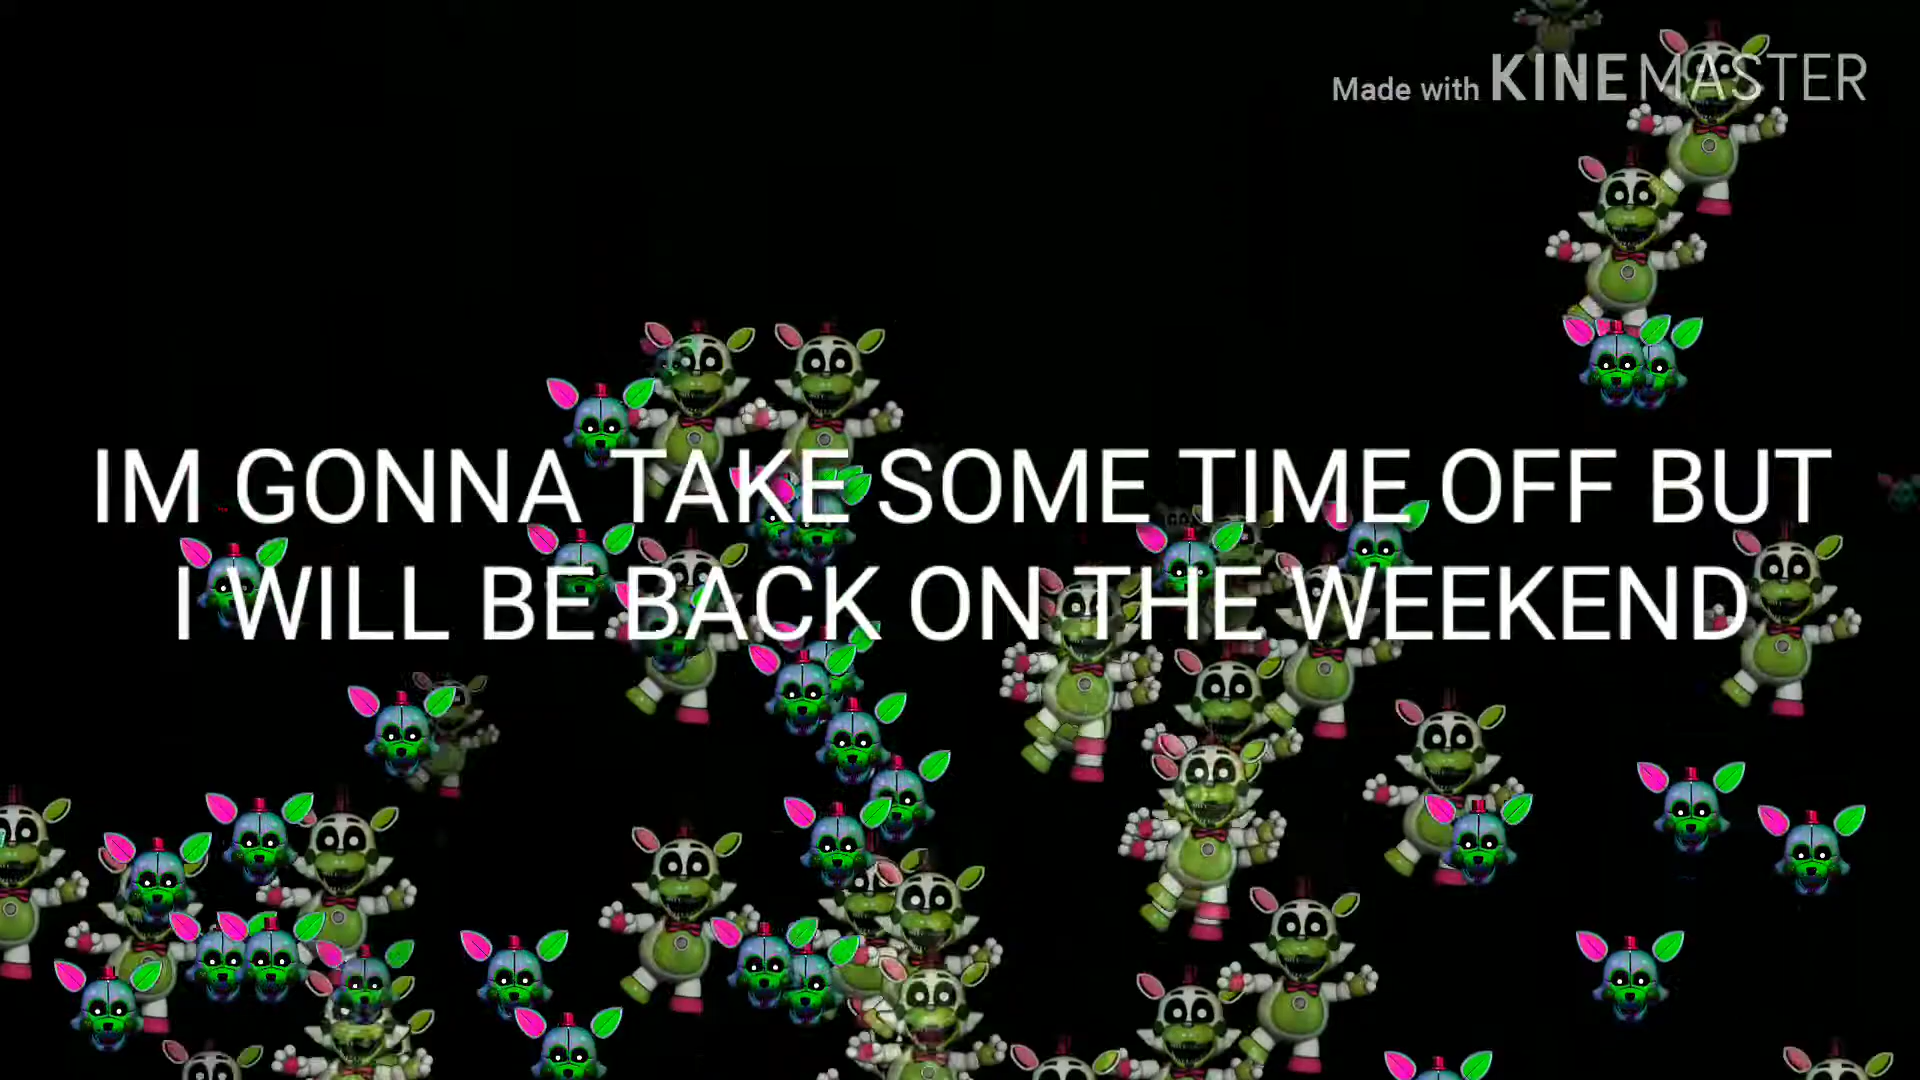 Made with KINEMASTER
IM GONNA TAKE SOME TIME OFF BUT
I WILL BE BACK ON THE WEEKEND